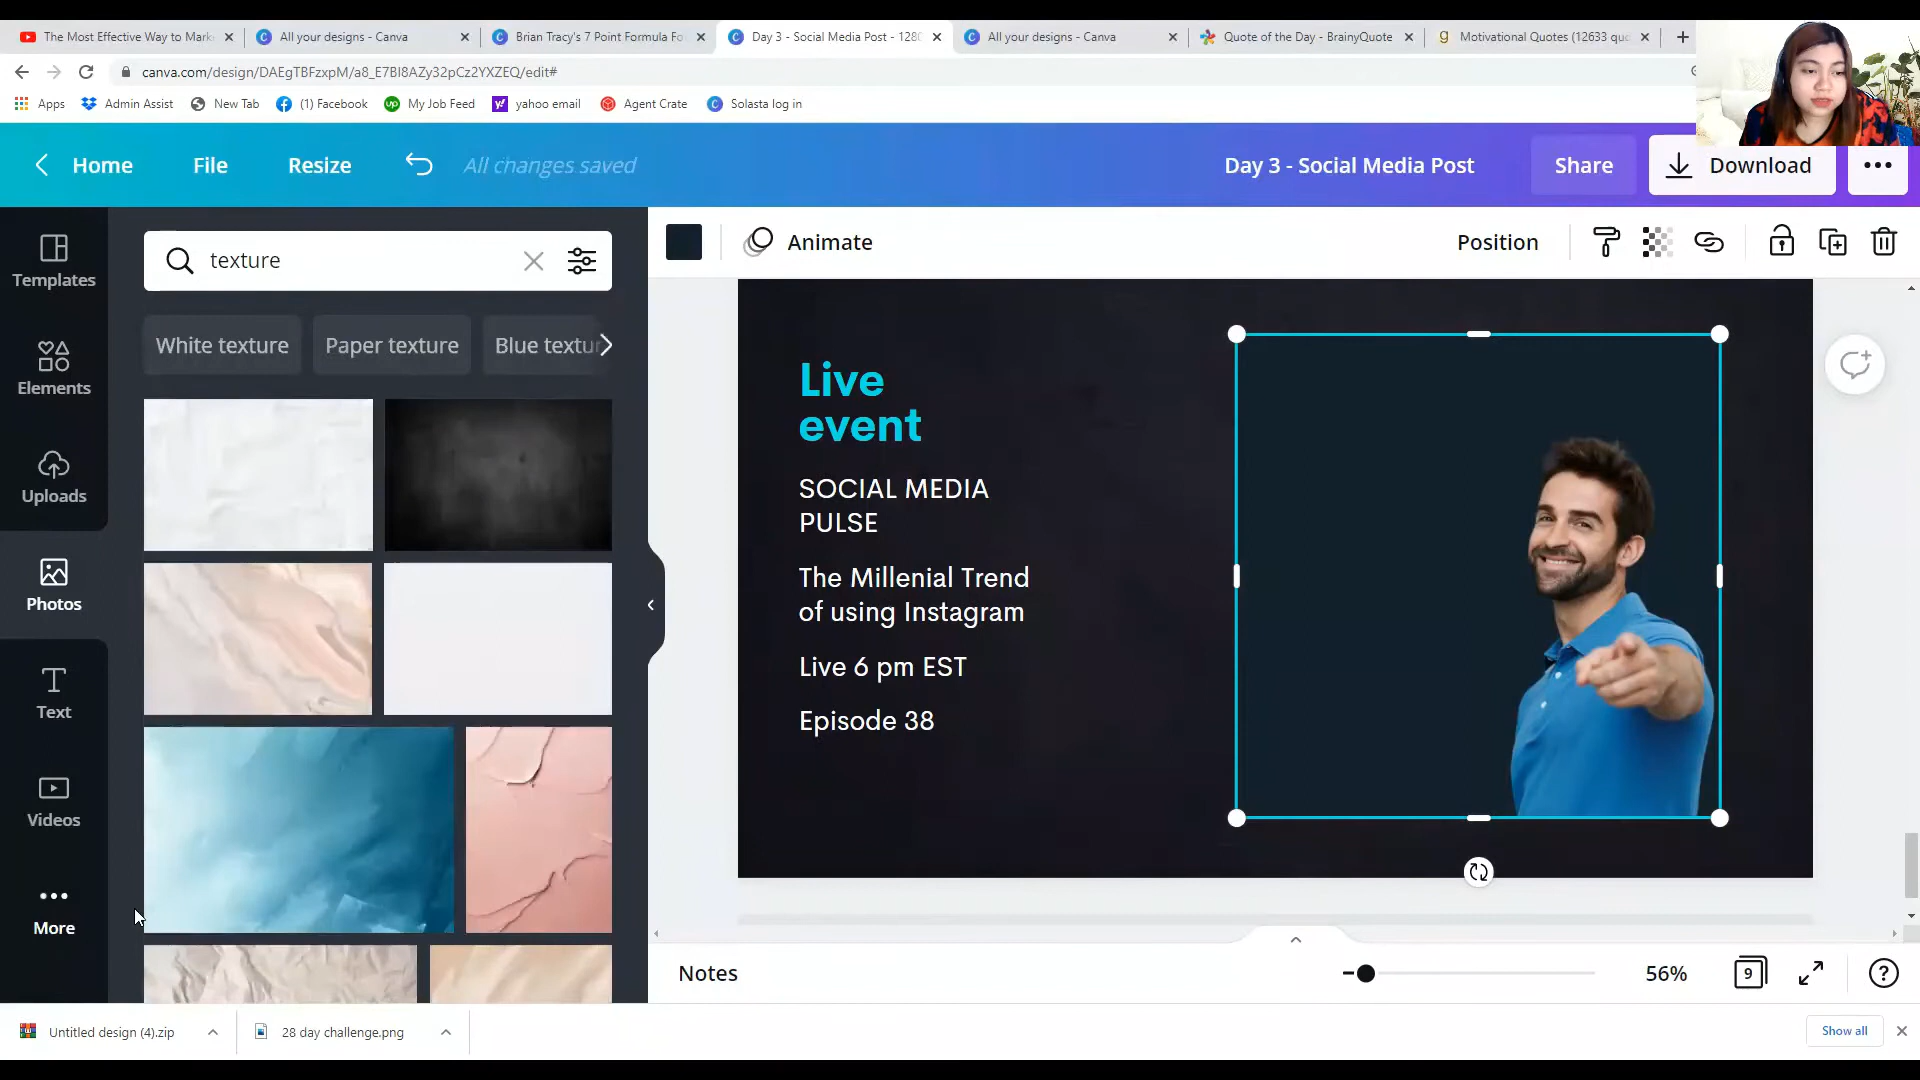 The Most Effective Way to Mark
All your designs - Canva
Brian Tracy's 7 Point Formula Fo
Day 3 - Social Media Post - 1280
All your designs - Canva
Quote of the Day - BrainyQuote
Motivational Quotes (12633 quo
canva.com/design/DAEgTBFzxpM/a8_E7BI8AZy32pCz2YXZEQ/edit#
Apps
Admin Assist
New Tab
(1) Facebook
My Job Feed
yahoo email
Agent Crate
Solasta log in
Home
File
Resize
All changes saved
Day 3 - Social Media Post
Share
Download
Templates
Elements
Uploads
Photos
Text
Videos
More
texture
White texture
Paper texture
Blue textur
Animate
Position
Live
event
SOCIAL MEDIA
PULSE
The Millenial Trend
of using Instagram
Live 6 pm EST
Episode 38
Notes
56%
9
Untitled design (4).zip
28 day challenge.png
Show all